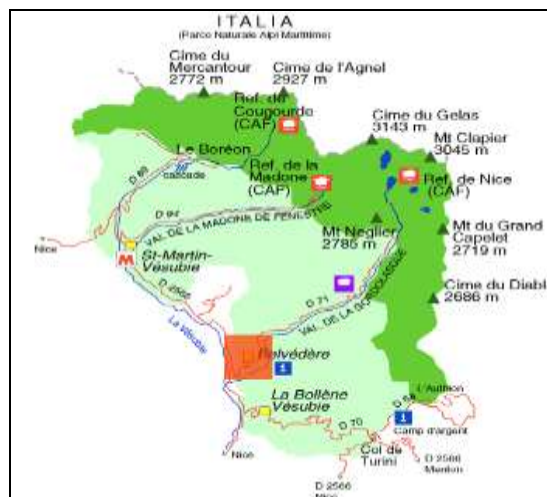 ITALIA
(Parco Naturale Alpi Maritime)
Cime du
Mercantour
2772 m
Cime de l'Agnel
2927 m
Ref. de
Cougourde
(CAF)
Cime du Gelas
3143 m
Mt Clapier
3045 m
Le Boréon
cascade
Ref. de la
Madone
(CAF)
Ref. de Nice
(CAF)
D 89
D 94
VAL DE LA MADONE DE FENESTRE
Mt Neglier
2785 m
Mt du Grand
Capelet
2719 m
Nice
M
St-Martin-
Vésubie
Cime du Diabl
2686 m
D 2565
D 71
VAL DE LA GORDOLASQUE
La Vésubie
Belvédère
i
La Bollène
Vésubie
L'Authion
D 68
i
Camp d'argent
D 70
Col de
Turini
Nice
D 2566
Menton
D 2566
Nice